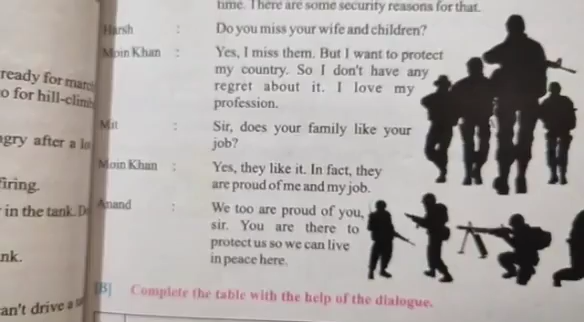 time. There are some security reasons for that.
Harsh : Do you miss your wife and children?
Moin Khan : Yes, I miss them. But I want to protect
my country. So I don't have any
regret about it. I love my
profession.
Mit : Sir, does your family like your
job?
Moin Khan : Yes, they like it. In fact, they
are proud of me and my job.
Anand : We too are proud of you,
sir. You are there to
protect us so we can live
in peace here.
[B] Complete the table with the help of the dialogue.
ready for
o for
ngry after a
firing.
in the tank.
nk.
an't drive a